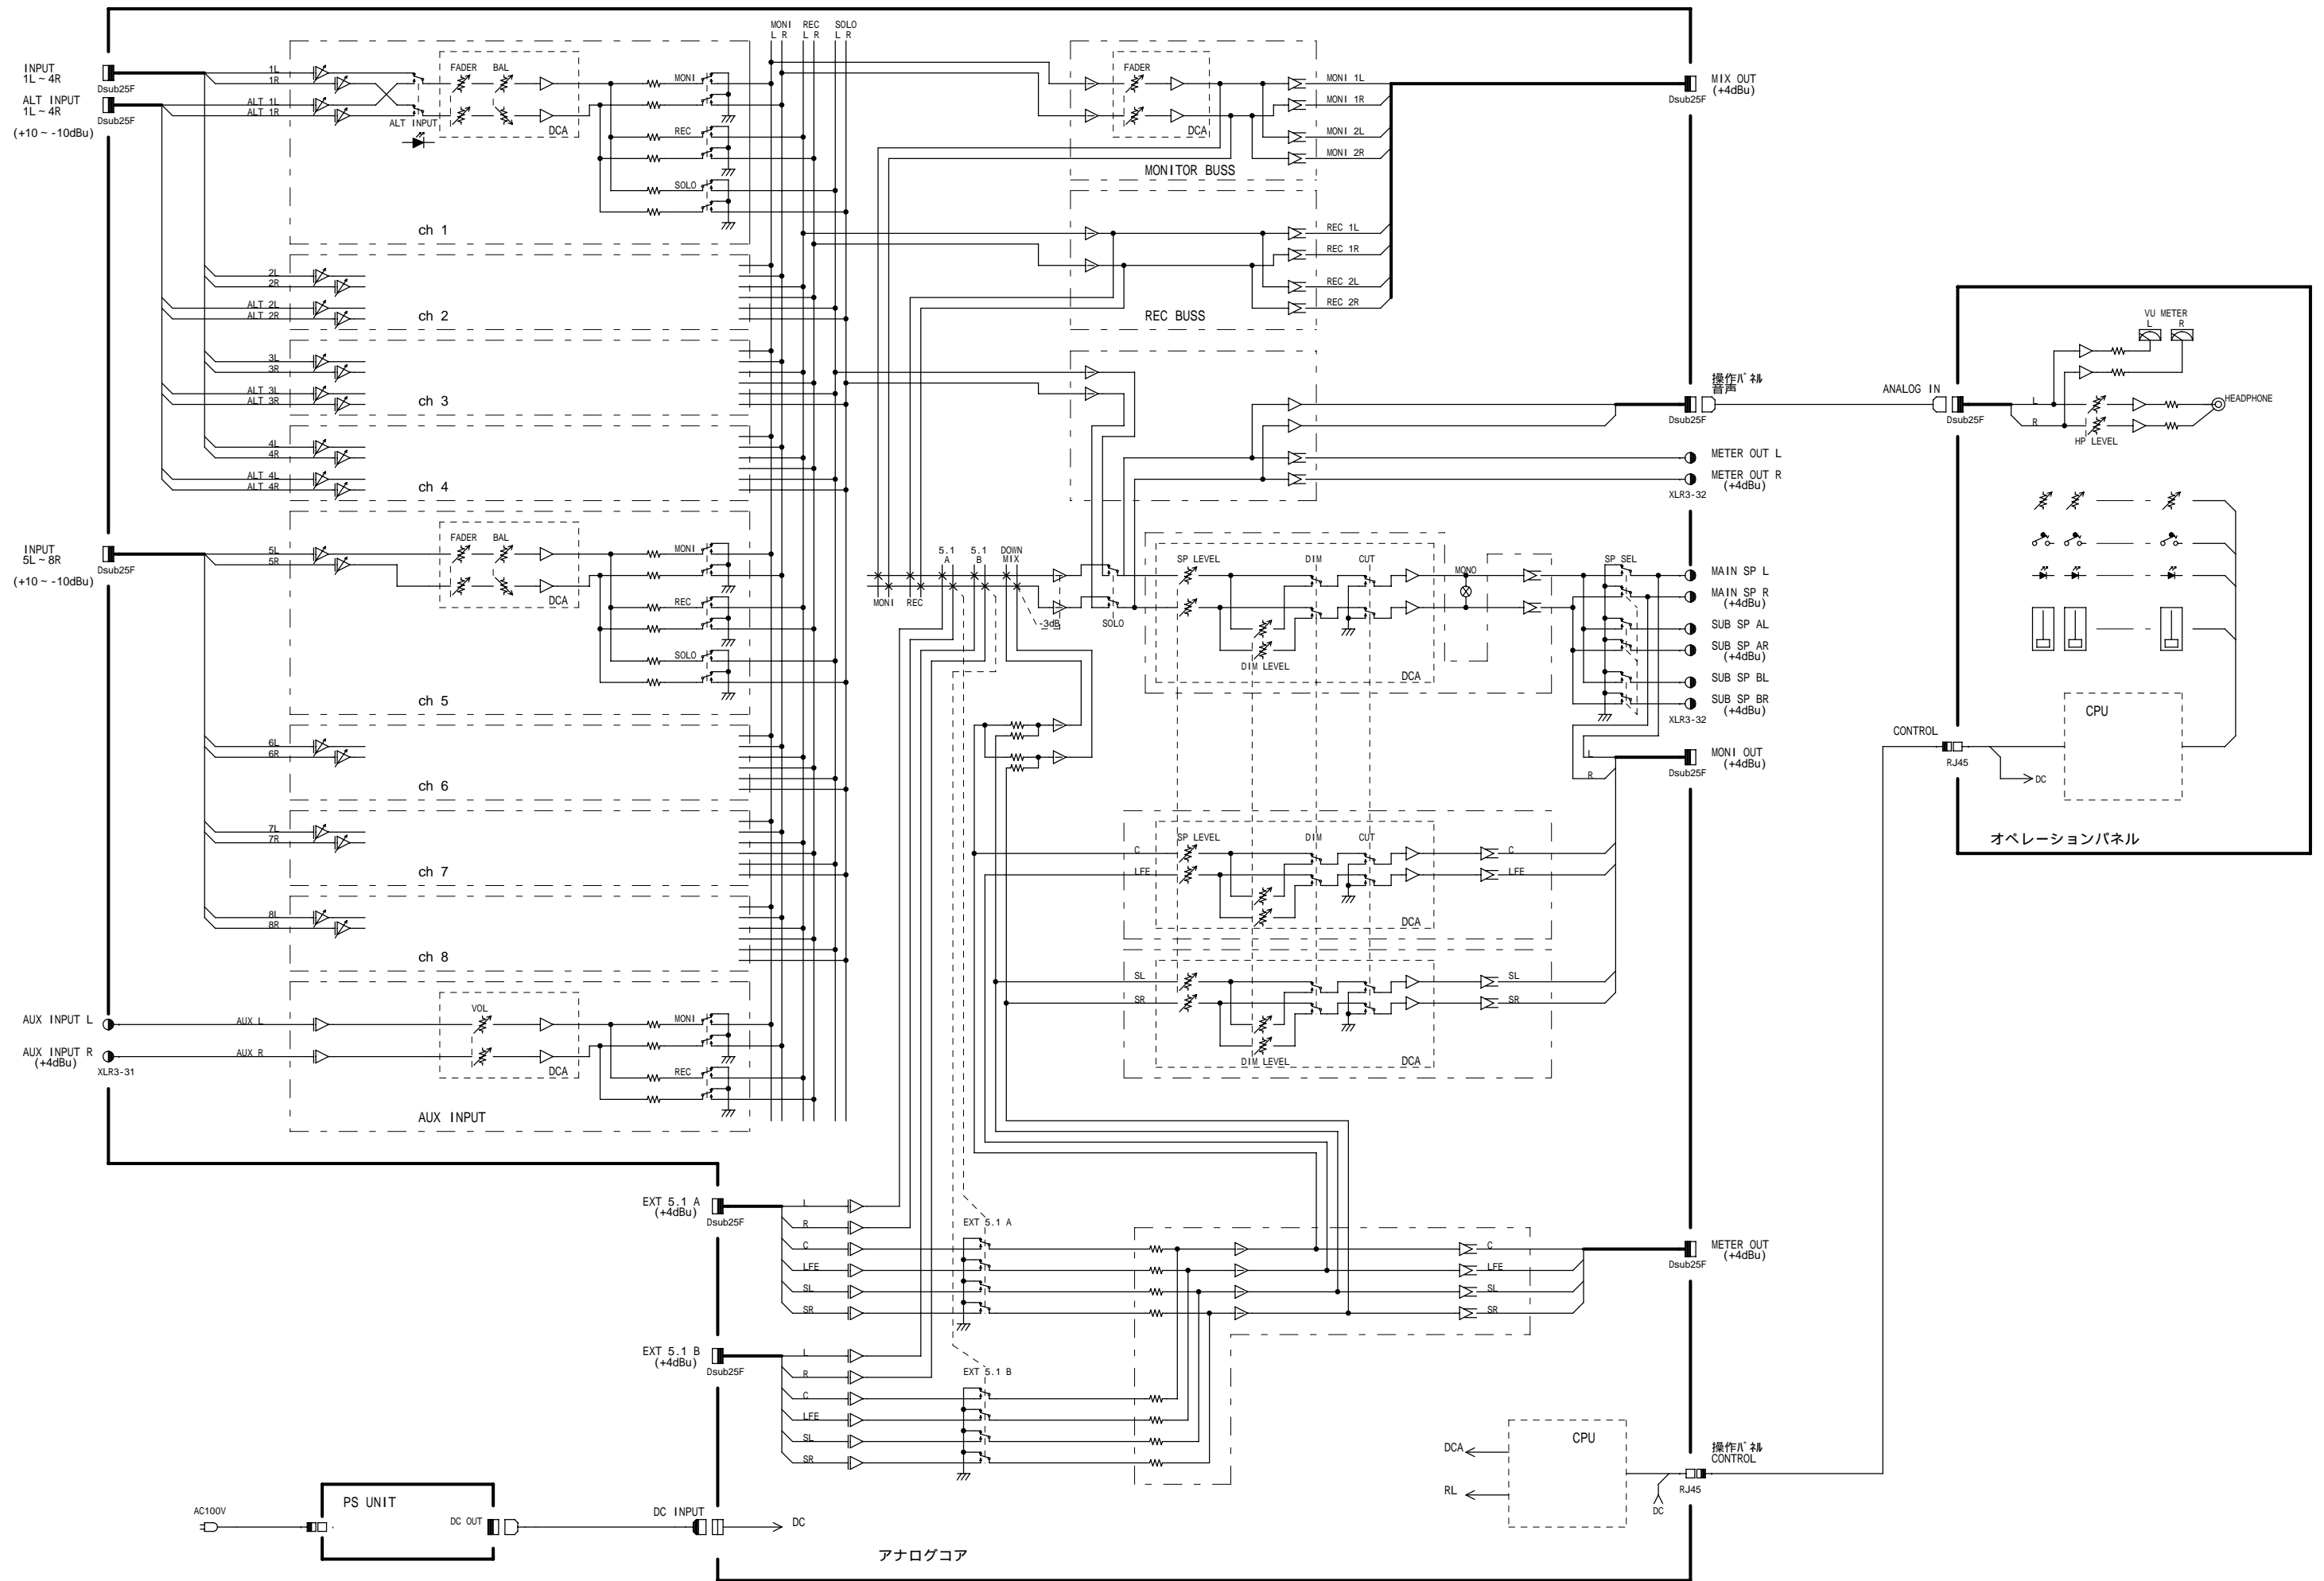 INPUT
1L～4R
Dsub25F
ALT INPUT
1L～4R
Dsub25F
(+10～-10dBu)
1L
1R
ALT 1L
ALT 1R
ALT INPUT
FADER
BAL
DCA
MONI
REC
SOLO
ch 1
MONI REC SOLO
L R L R L R
2L
2R
ALT 2L
ALT 2R
ch 2
3L
3R
ALT 3L
ALT 3R
ch 3
4L
4R
ALT 4L
ALT 4R
ch 4
INPUT
5L～8R
Dsub25F
(+10～-10dBu)
5L
5R
FADER
BAL
DCA
MONI
REC
SOLO
ch 5
6L
6R
ch 6
7L
7R
ch 7
8L
8R
ch 8
AUX INPUT L
AUX INPUT R
(+4dBu)
XLR3-31
AUX L
AUX R
VOL
DCA
MONI
REC
AUX INPUT
FADER
DCA
MONI 1L
MONI 1R
MONI 2L
MONI 2R
MONITOR BUSS
MIX OUT
(+4dBu)
Dsub25F
REC 1L
REC 1R
REC 2L
REC 2R
REC BUSS
操作ﾊﾟﾈﾙ
音声
Dsub25F
METER OUT L
METER OUT R
(+4dBu)
XLR3-32
5.1
A
5.1
B
DOWN
MIX
MONI
REC
-3dB
SOLO
SP LEVEL
DIM
CUT
DIM LEVEL
DCA
MONO
SP SEL
MAIN SP L
MAIN SP R
(+4dBu)
SUB SP AL
SUB SP AR
(+4dBu)
SUB SP BL
SUB SP BR
(+4dBu)
XLR3-32
L
R
MONI OUT
(+4dBu)
Dsub25F
SP LEVEL
DIM
CUT
C
LFE
C
LFE
DCA
SL
SR
SL
SR
DIM LEVEL
DCA
EXT 5.1 A
(+4dBu)
Dsub25F
L
R
C
LFE
SL
SR
EXT 5.1 A
C
LFE
SL
SR
METER OUT
(+4dBu)
Dsub25F
EXT 5.1 B
(+4dBu)
Dsub25F
L
R
C
LFE
SL
SR
EXT 5.1 B
CPU
DCA
RL
操作ﾊﾟﾈﾙ
CONTROL
RJ45
DC
AC100V
PS UNIT
DC OUT
DC INPUT
DC
アナログコア
ANALOG IN
Dsub25F
VU METER
L R
L
R
HP LEVEL
HEADPHONE
CONTROL
RJ45
DC
CPU
オペレーションパネル